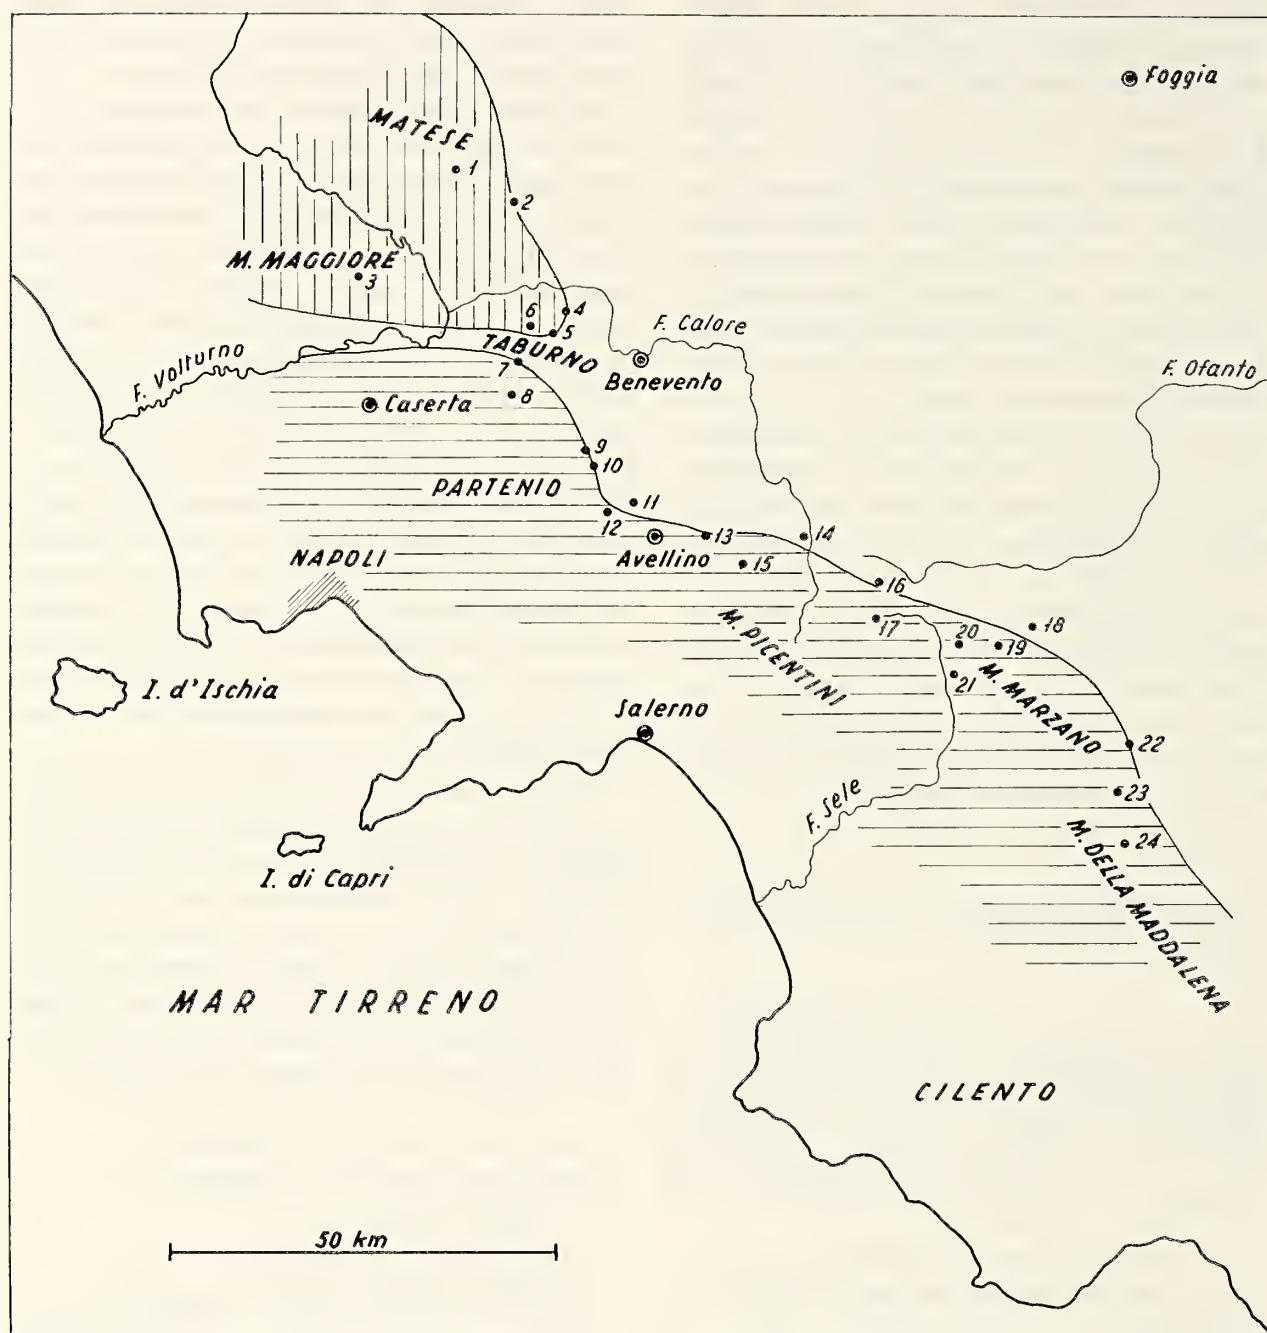 Foggia
MATESE
1
2
M. MAGGIORE
3
4
6
5
F. Calore
TABURNO
F. Volturno
7
Benevento
F. Ofanto
8
Caserta
9
10
PARTENIO
11
12
13
14
Avellino
NAPOLI
15
16
M. PICENTINI
17
18
20
19
21
M. MARZANO
I. d'Ischia
Salerno
22
F. Sele
23
24
M. DELLA MADDALENA
I. di Capri
MAR TIRRENO
CILENTO
50 km